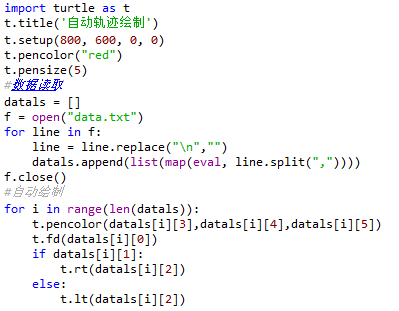 import turtle as t
t.title('自动轨迹绘制')
t.setup(800, 600, 0, 0)
t.pencolor("red")
t.pensize(5)
#数据读取
datals = []
f = open("data.txt")
for line in f:
    line = line.replace("\n","")
    datals.append(list(map(eval, line.split(","))))
f.close()
#自动绘制
for i in range(len(datals)):
    t.pencolor(datals[i][3],datals[i][4],datals[i][5])
    t.fd(datals[i][0])
    if datals[i][1]:
        t.rt(datals[i][2])
    else:
        t.lt(datals[i][2])